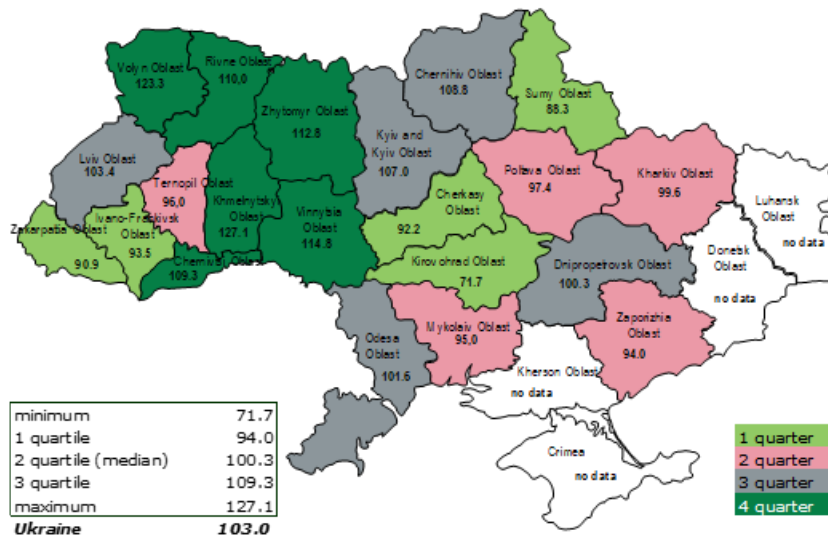 Volyn Oblast
123.3
Rivne Oblast
110,0
Zhytomyr Oblast
112.8
Chernihiv Oblast
108.8
Sumy Oblast
88.3
Kyiv and
Kyiv Oblast
107.0
Lviv Oblast
103.4
Ternopil Oblast
96,0
Khmelnytsky
Oblast
127.1
Vinnytsia
Oblast
114.8
Cherkasy
Oblast
92.2
Poltava Oblast
97.4
Kharkiv Oblast
99.6
Luhansk
Oblast
no data
Zakarpatia Oblast
90.9
Ivano-Frankivsk
Oblast
93.5
Chernivtsi Oblast
109.3
Kirovohrad Oblast
71.7
Dnipropetrovsk Oblast
100.3
Donetsk
Oblast
no data
Odesa
Oblast
101.6
Mykolaiv Oblast
95,0
Zaporizhia
Oblast
94.0
Kherson Oblast
no data
Crimea
no data
minimum 71.7
1 quartile 94.0
2 quartile (median) 100.3
3 quartile 109.3
maximum 127.1
Ukraine 103.0
1 quarter
2 quarter
3 quarter
4 quarter